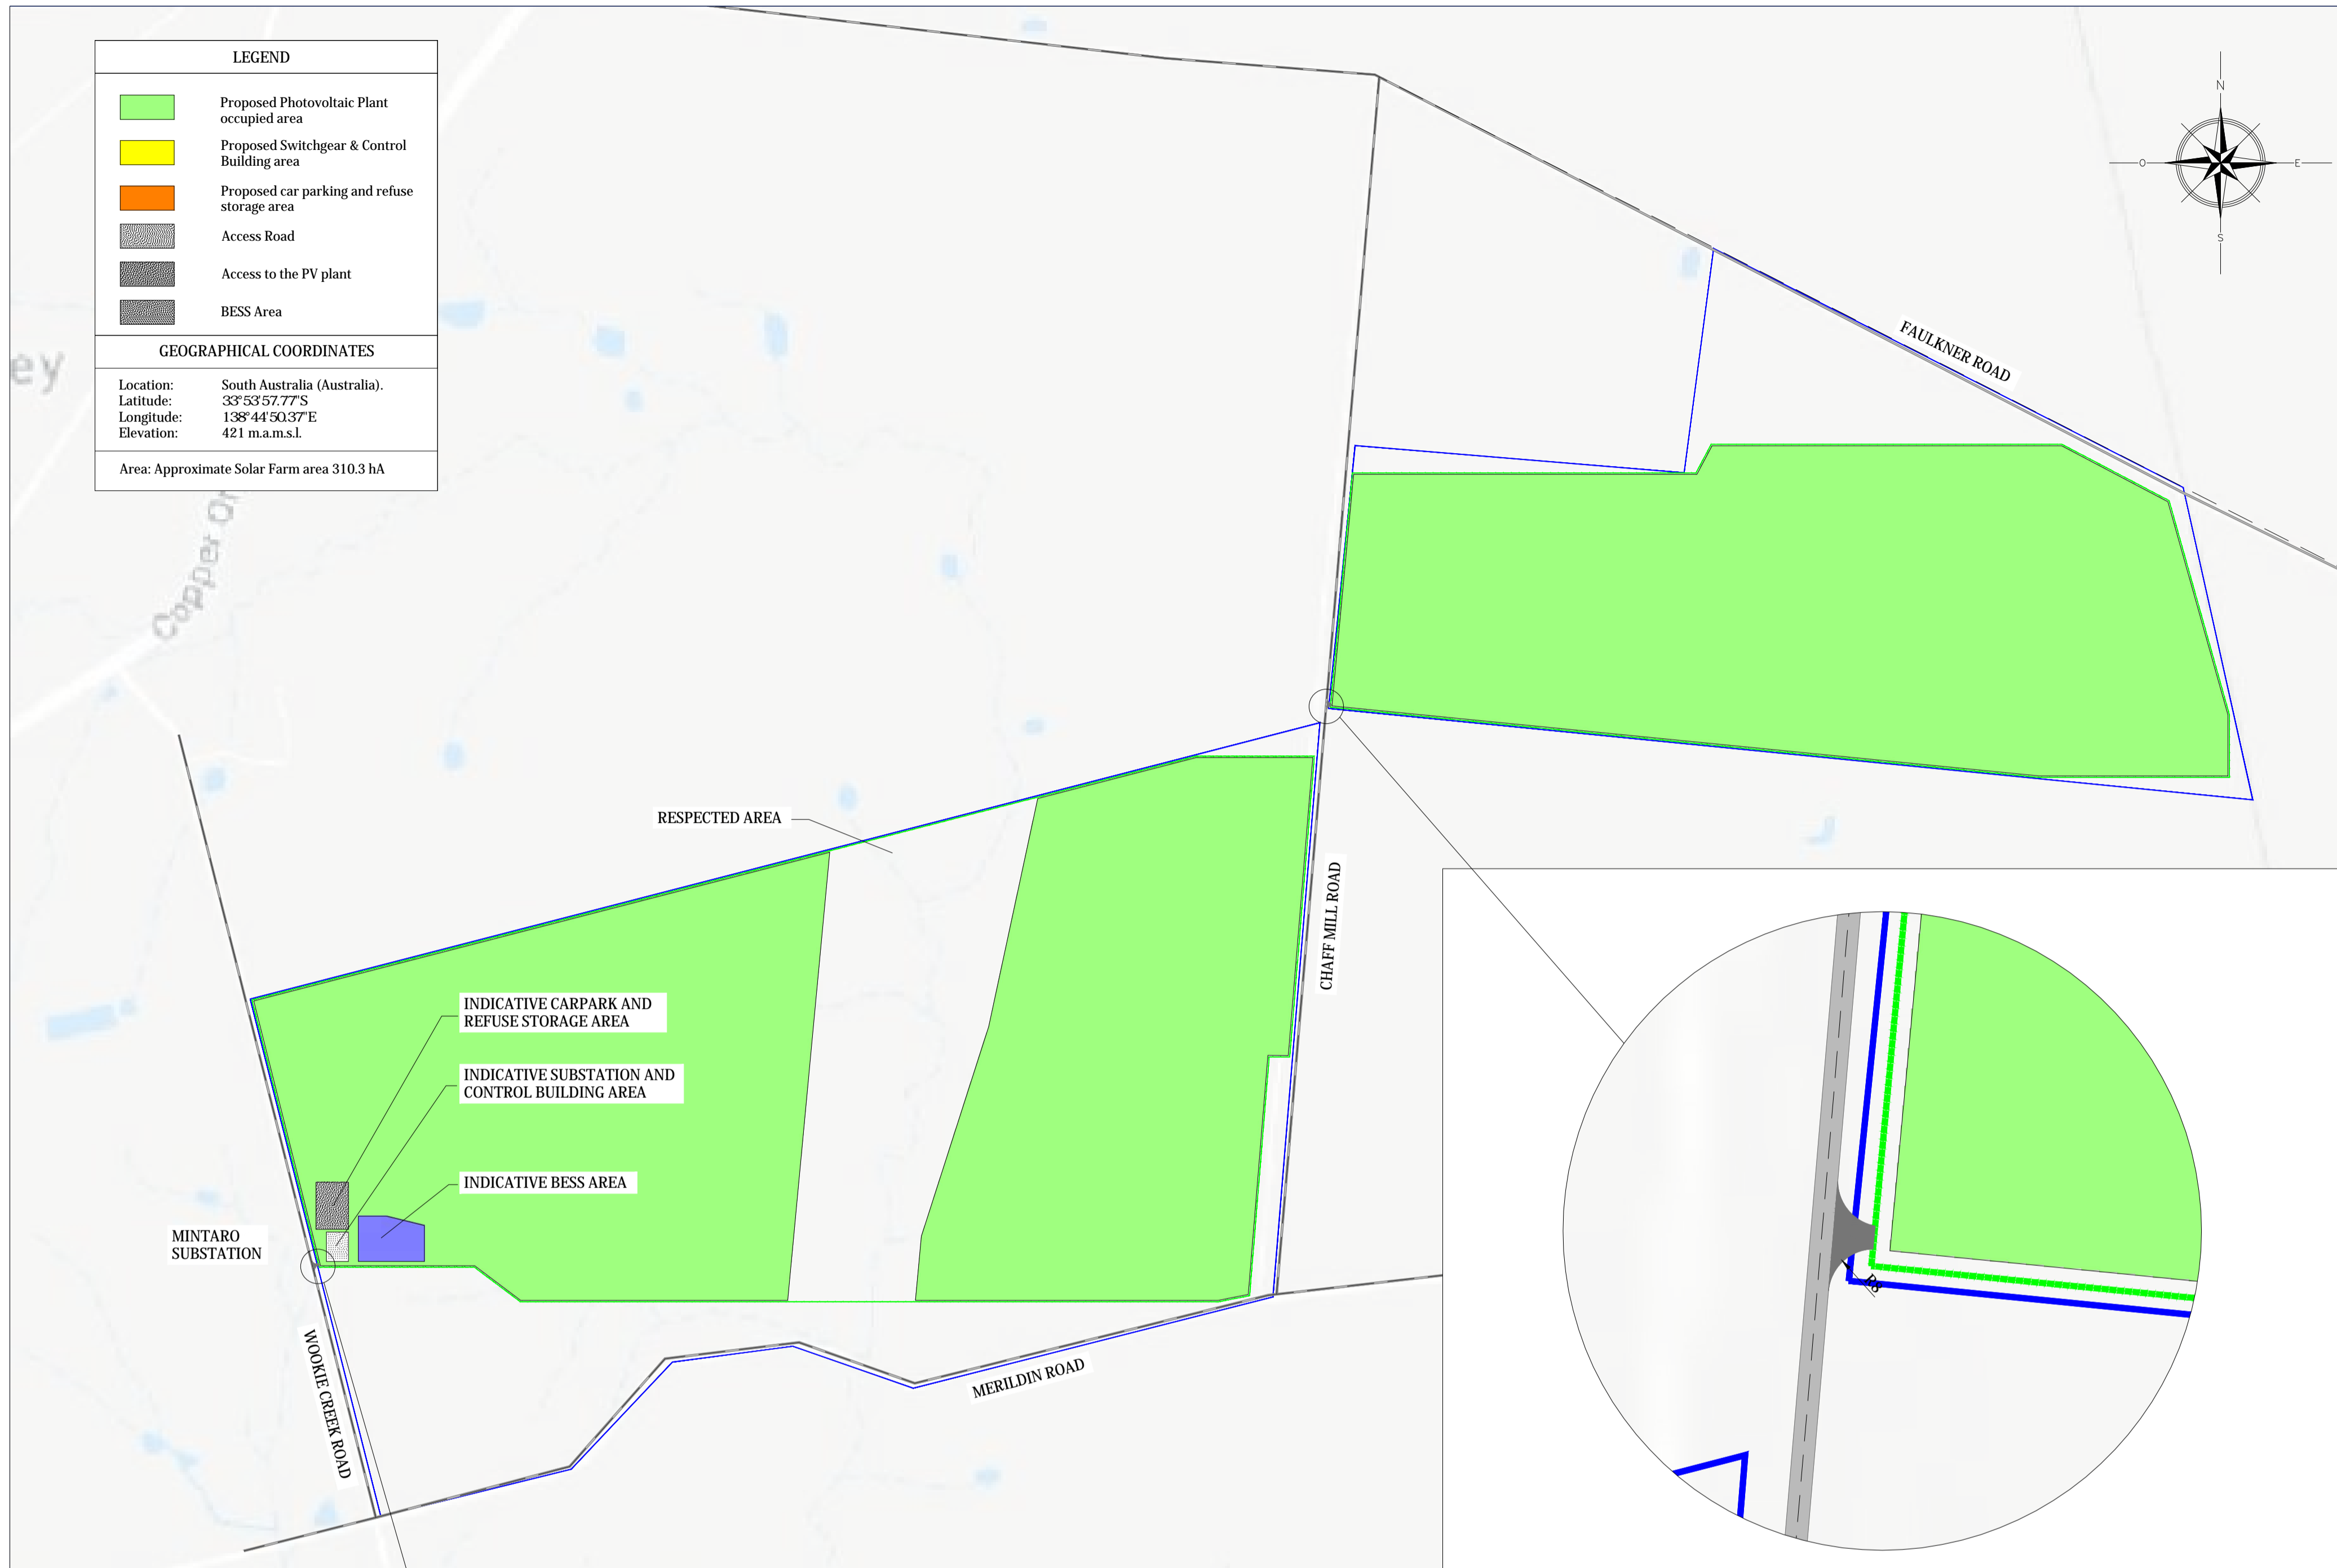 LEGEND
Proposed Photovoltaic Plant
occupied area
Proposed Switchgear & Control
Building area
Proposed car parking and refuse
storage area
Access Road
Access to the PV plant
BESS Area
GEOGRAPHICAL COORDINATES
Location: South Australia (Australia).
Latitude: 33°53'57.77"S
Longitude: 138°44'50.37"E
Elevation: 421 m.a.m.s.l.
Area: Approximate Solar Farm area 310.3 hA
N
O
E
S
ey
Copper
FAULKNER ROAD
RESPECTED AREA
CHAFF MILL ROAD
INDICATIVE CARPARK AND
REFUSE STORAGE AREA
INDICATIVE SUBSTATION AND
CONTROL BUILDING AREA
INDICATIVE BESS AREA
MINTARO
SUBSTATION
WOOKIE CREEK ROAD
MERILDIN ROAD
R8